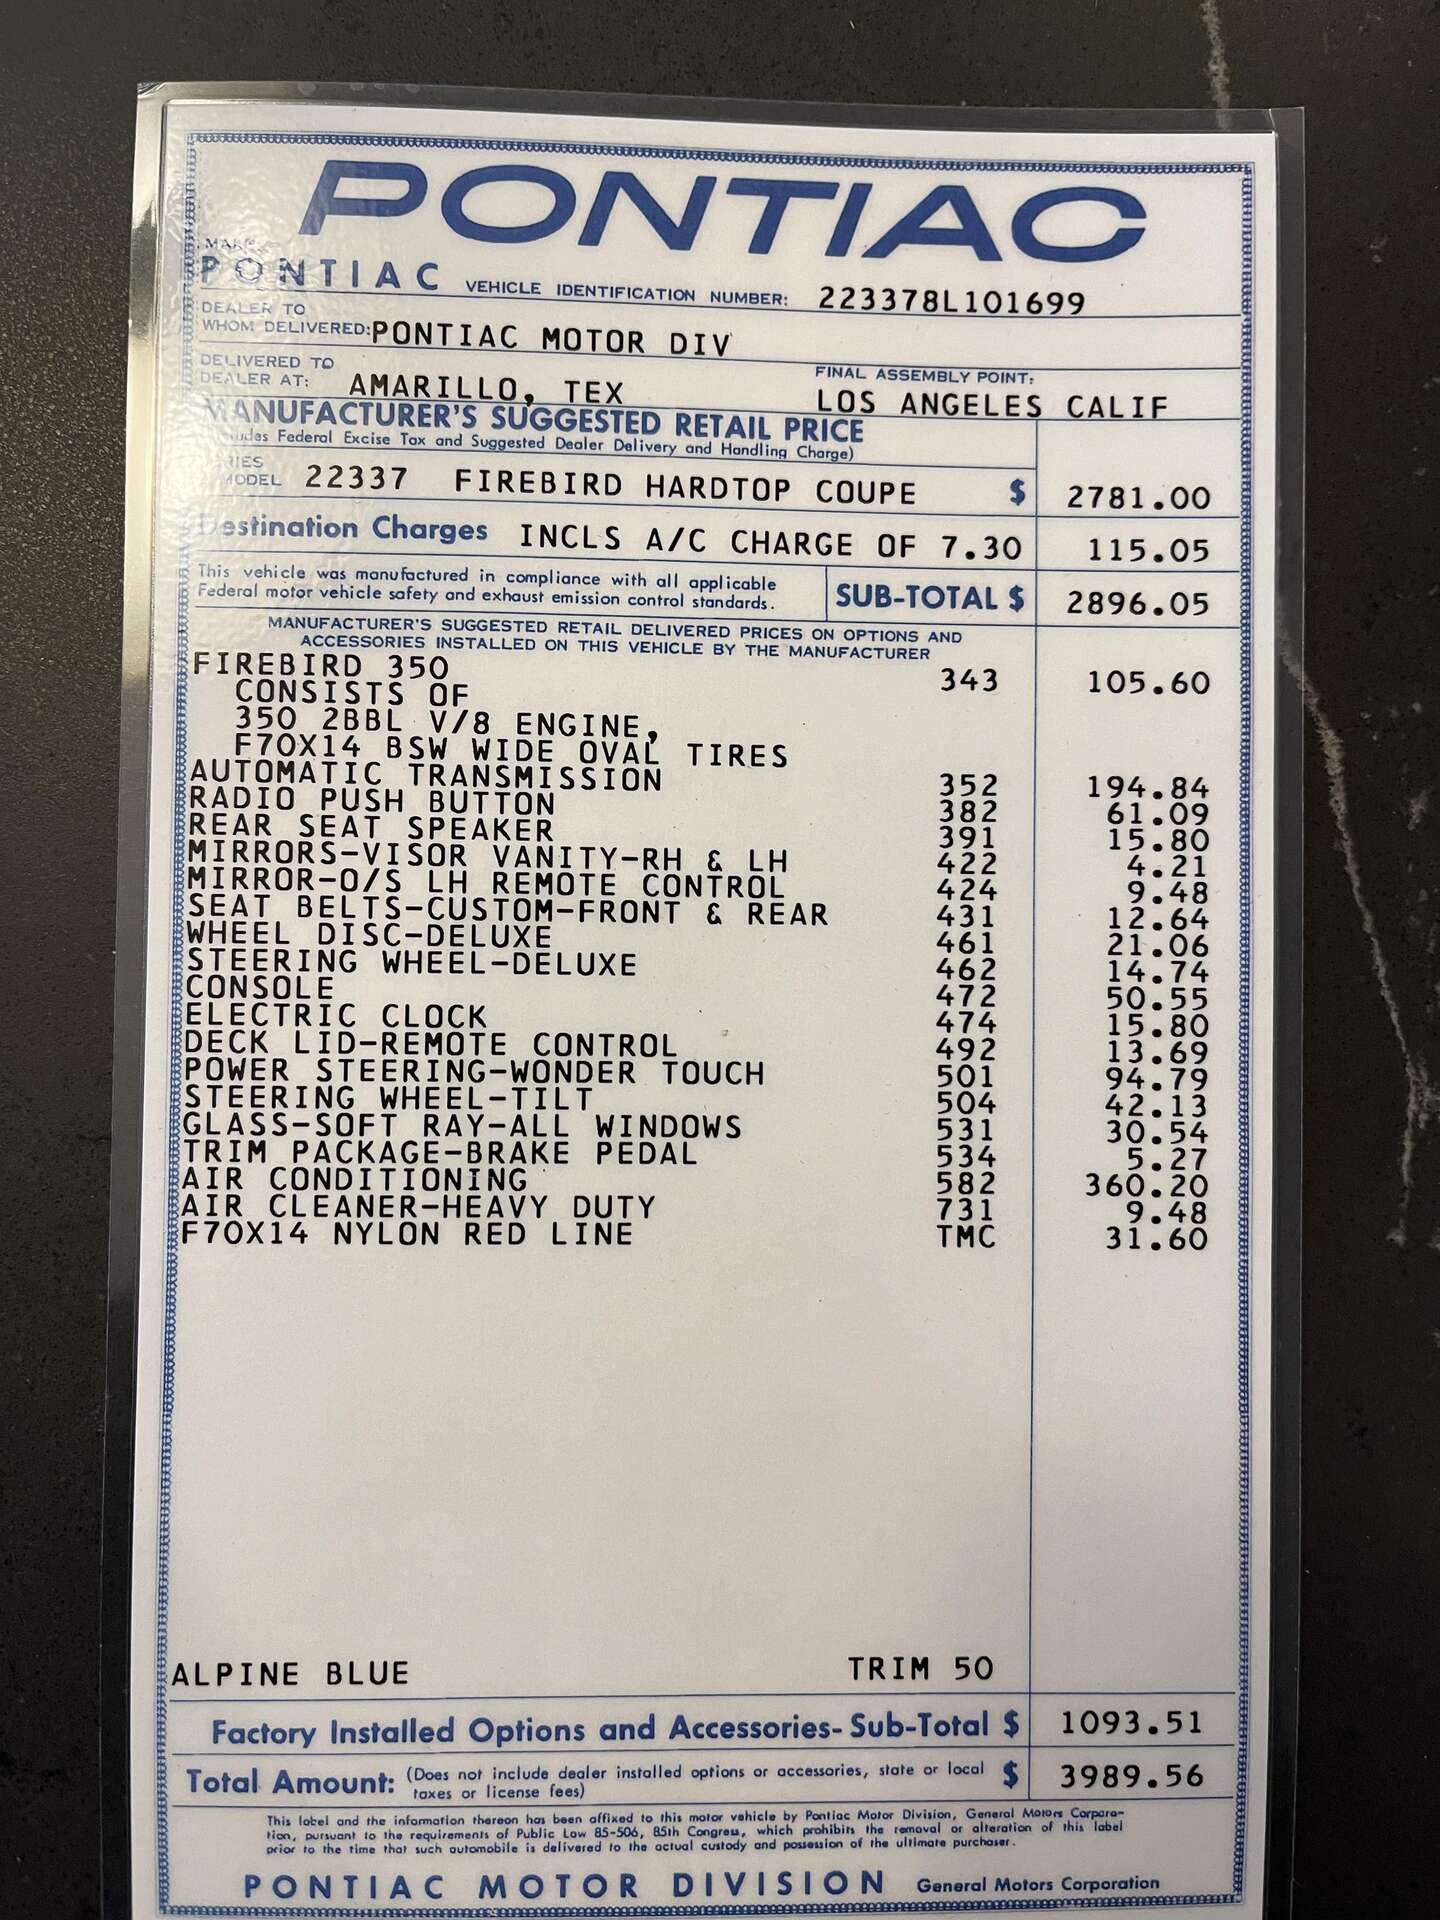 PONTIAC
PONTIAC VEHICLE IDENTIFICATION NUMBER: 223378L101699
DEALER TO
WHOM DELIVERED: PONTIAC MOTOR DIV
DELIVERED TO
DEALER AT: AMARILLO, TEX
FINAL ASSEMBLY POINT:
LOS ANGELES CALIF
MANUFACTURER'S SUGGESTED RETAIL PRICE
Federal Excise Tax and Suggested Dealer Delivery and Handling Charge)
MODEL 22337 FIREBIRD HARDTOP COUPE $ 2781.00
Destination Charges INCLS A/C CHARGE OF 7.30 115.05
This vehicle was manufactured in compliance with all applicable
Federal motor vehicle safety and exhaust emission control standards.
SUB-TOTAL $ 2896.05
MANUFACTURER'S SUGGESTED RETAIL DELIVERED PRICES ON OPTIONS AND
ACCESSORIES INSTALLED ON THIS VEHICLE BY THE MANUFACTURER
FIREBIRD 350 343 105.60
CONSISTS OF
350 2BBL V/8 ENGINE,
F70X14 BSW WIDE OVAL TIRES
AUTOMATIC TRANSMISSION 352 194.84
RADIO PUSH BUTTON 382 61.09
REAR SEAT SPEAKER 391 15.80
MIRRORS-VISOR VANITY-RH & LH 422 4.21
MIRROR-O/S LH REMOTE CONTROL 424 9.48
SEAT BELTS-CUSTOM-FRONT & REAR 431 12.64
WHEEL DISC-DELUXE 461 21.06
STEERING WHEEL-DELUXE 462 14.74
CONSOLE 472 50.55
ELECTRIC CLOCK 474 15.80
DECK LID-REMOTE CONTROL 492 13.69
POWER STEERING-WONDER TOUCH 501 94.79
STEERING WHEEL-TILT 504 42.13
GLASS-SOFT RAY-ALL WINDOWS 531 30.54
TRIM PACKAGE-BRAKE PEDAL 534 5.27
AIR CONDITIONING 582 360.20
AIR CLEANER-HEAVY DUTY 731 9.48
F70X14 NYLON RED LINE TMC 31.60
ALPINE BLUE TRIM 50
Factory Installed Options and Accessories- Sub-Total $ 1093.51
Total Amount: (Does not include dealer installed options or accessories, state or local $ 3989.56
taxes or license fees)
This label and the information thereon has been affixed to this motor vehicle by Pontiac Motor Division, General Motors Corpora-
tion, pursuant to the requirements of Public Law 85-506, 85th Congress, which prohibits the removal or alteration of this label
prior to the time that such automobile is delivered to the actual custody and possession of the ultimate purchaser.
PONTIAC MOTOR DIVISION General Motors Corporation